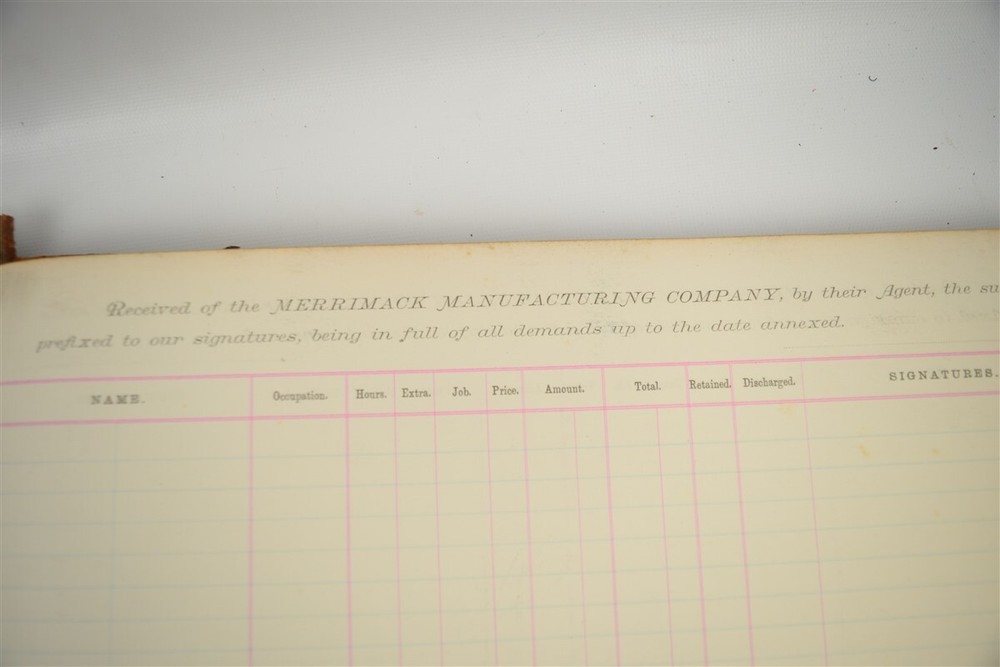 Received of the MERRIMACK MANUFACTURING COMPANY, by their Agent, the su
prefixed to our signatures, being in full of all demands up to the date annexed.
NAME. Occupation. Hours. Extra. Job. Price. Amount. Total. Retained. Discharged. SIGNATURES.